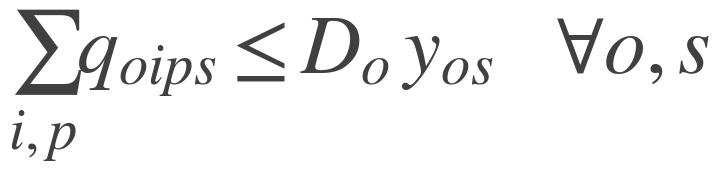 ∑_{i,p} q_{oips} ≤ D_o y_{os} ∀o,s